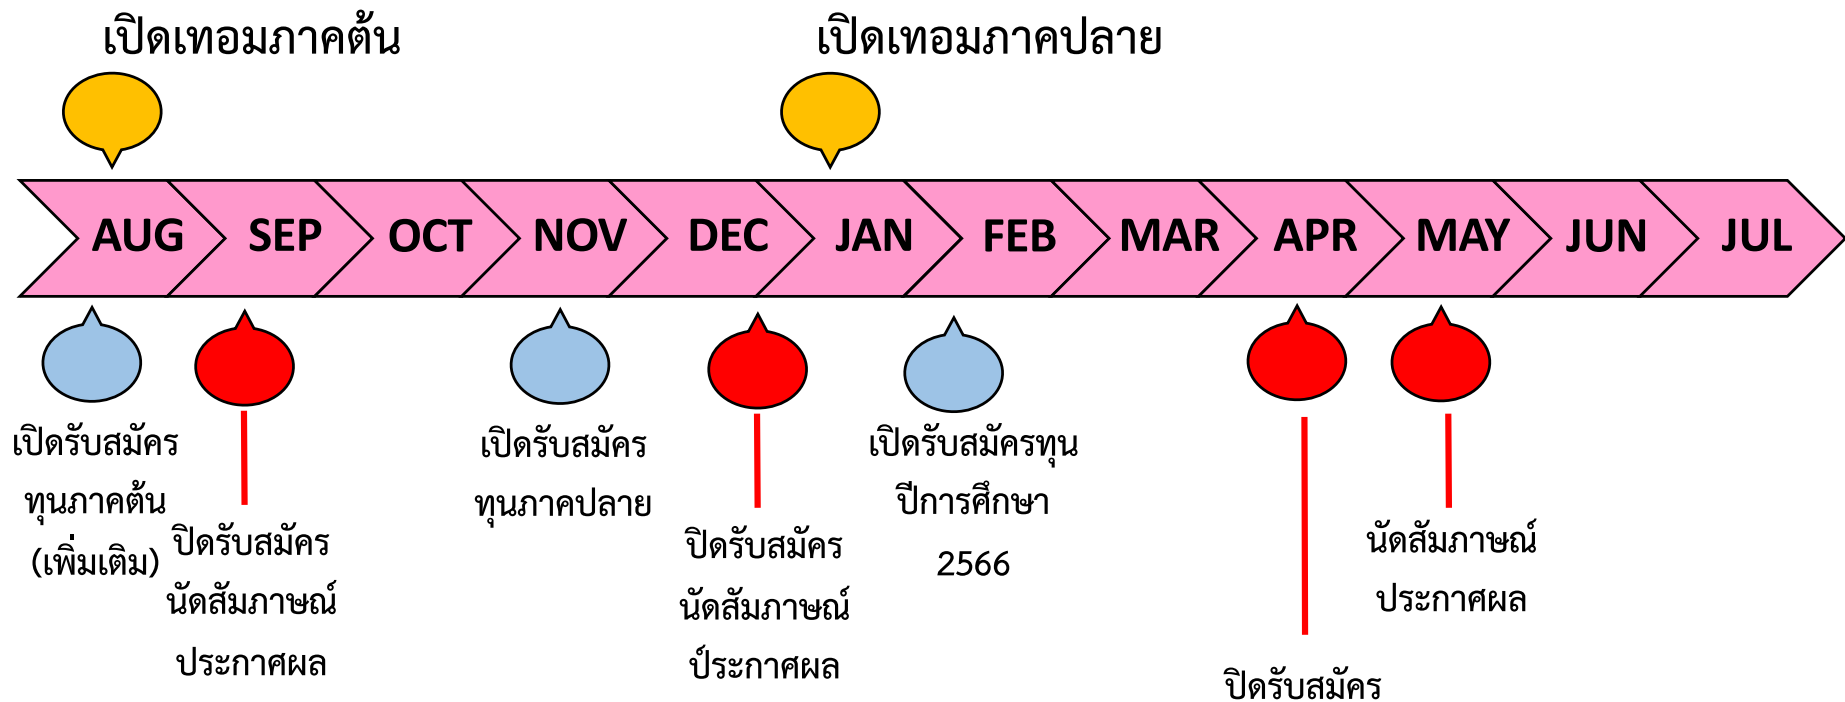 เปิดเทอมภาคต้น
เปิดเทอมภาคปลาย
AUG SEP OCT NOV DEC JAN FEB MAR APR MAY JUN JUL
เปิดรับสมัคร
ทุนภาคต้น
(เพิ่มเติม)
ปิดรับสมัคร
นัดสัมภาษณ์
ประกาศผล
เปิดรับสมัคร
ทุนภาคปลาย
ปิดรับสมัคร
นัดสัมภาษณ์
ป์ระกาศผล
เปิดรับสมัครทุน
ปีการศึกษา
2566
ปิดรับสมัคร
นัดสัมภาษณ์
ประกาศผล